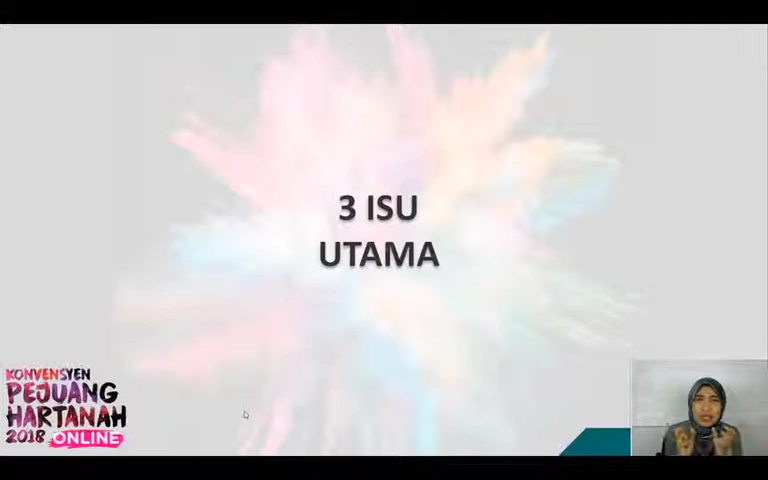 3 ISU
UTAMA
KONVENSYEN
PEJUANG
HARTANAH
2018 ONLINE